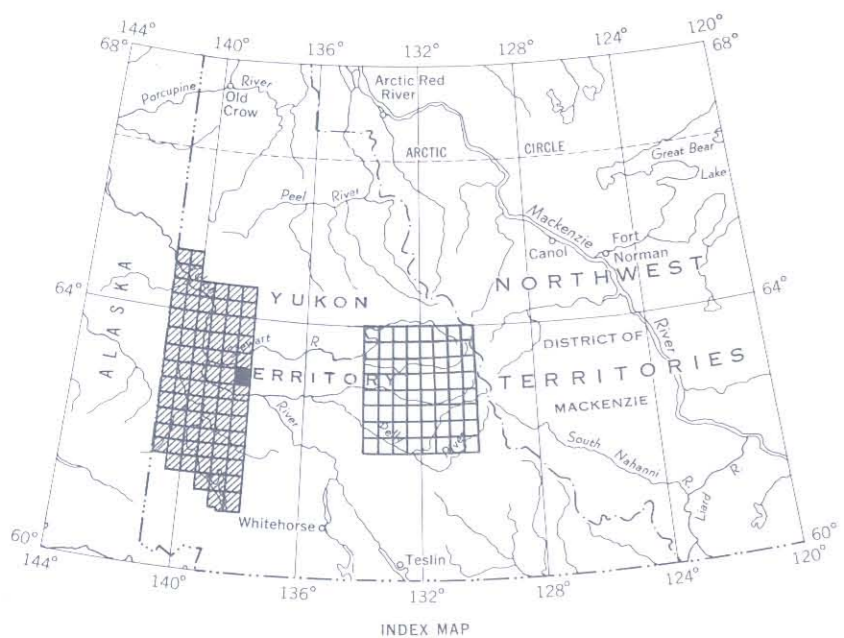 144° 140° 136° 132° 128° 124° 120°
68° 68°
Porcupine River
Old
Crow
Arctic Red
River
ARCTIC CIRCLE
Great Bear
Lake
Peel River
Mackenzie
Fort
Norman
Canol
64° ALASKA YUKON NORTHWEST 64°
River
DISTRICT OF
ERRITORY TERRITORIES
R
MACKENZIE
River
Pelly
River
South Nahanni
R.
Liard
R.
Whitehorse
Teslin
60° 60°
144° 140° 136° 132° 128° 124° 120°
INDEX MAP